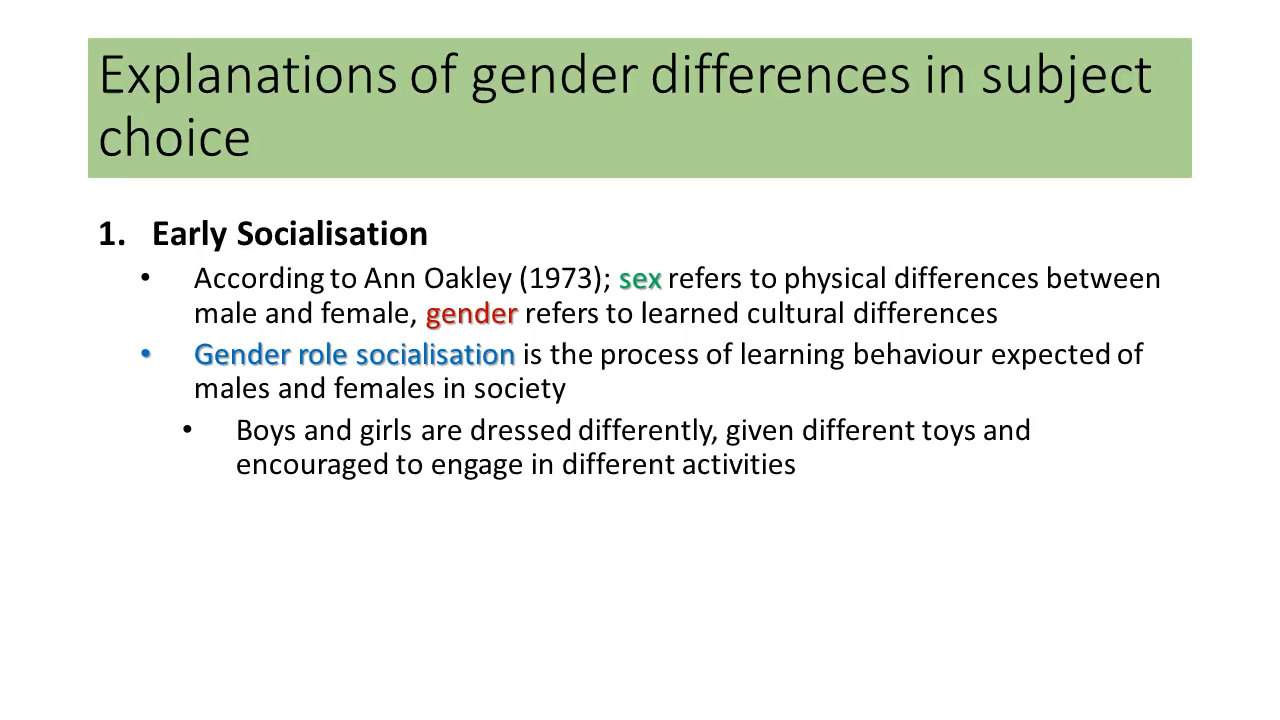 Explanations of gender differences in subject
choice
1. Early Socialisation
• According to Ann Oakley (1973); sex refers to physical differences between
male and female, gender refers to learned cultural differences
• Gender role socialisation is the process of learning behaviour expected of
males and females in society
• Boys and girls are dressed differently, given different toys and
encouraged to engage in different activities